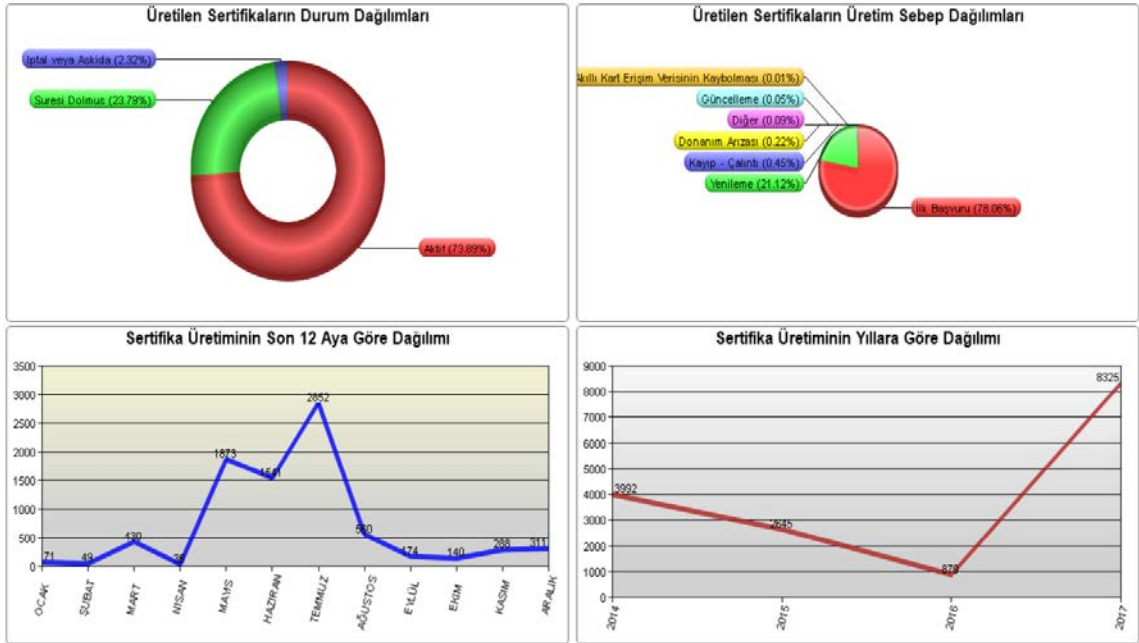 Üretilen Sertifikaların Durum Dağılımları
İptal veya Askida (2.32%)
Suresi Dolmus (23.79%)
Aktif (73.89%)
Üretilen Sertifikaların Üretim Sebep Dağılımları
Akıllı Kart Erişim Verisinin Kaybolması (0.01%)
Güncelleme (0.05%)
Diğer (0.09%)
Donanım Arızası (0.22%)
Kayıp - Çalıntı (0.45%)
Yenileme (21.12%)
İlk Başvuru (78.06%)
Sertifika Üretiminin Son 12 Aya Göre Dağılımı
3500
3000
2500
2000
1500
1000
500
0
71
49
430
1873
1541
2852
560
174
140
288
311
OCAK
ŞUBAT
MART
NİSAN
MAYIS
HAZİRAN
TEMMUZ
AĞUSTOS
EYLÜL
EKİM
KASIM
ARALIK
Sertifika Üretiminin Yıllara Göre Dağılımı
9000
8000
7000
6000
5000
4000
3000
2000
1000
0
3992
2645
879
8325
2014
2015
2016
2017